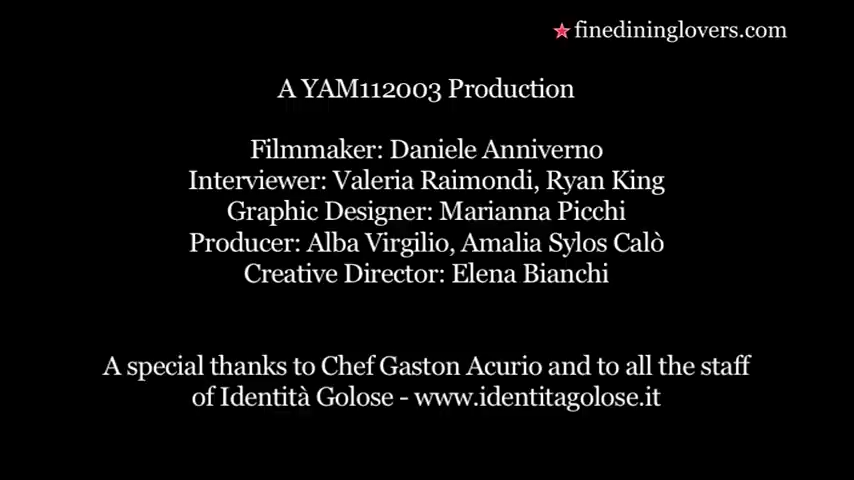 finedininglovers.com
A YAM112003 Production
Filmmaker: Daniele Anniverno
Interviewer: Valeria Raimondi, Ryan King
Graphic Designer: Marianna Picchi
Producer: Alba Virgilio, Amalia Sylos Calò
Creative Director: Elena Bianchi
A special thanks to Chef Gaston Acurio and to all the staff
of Identità Golose - www.identitagolose.it